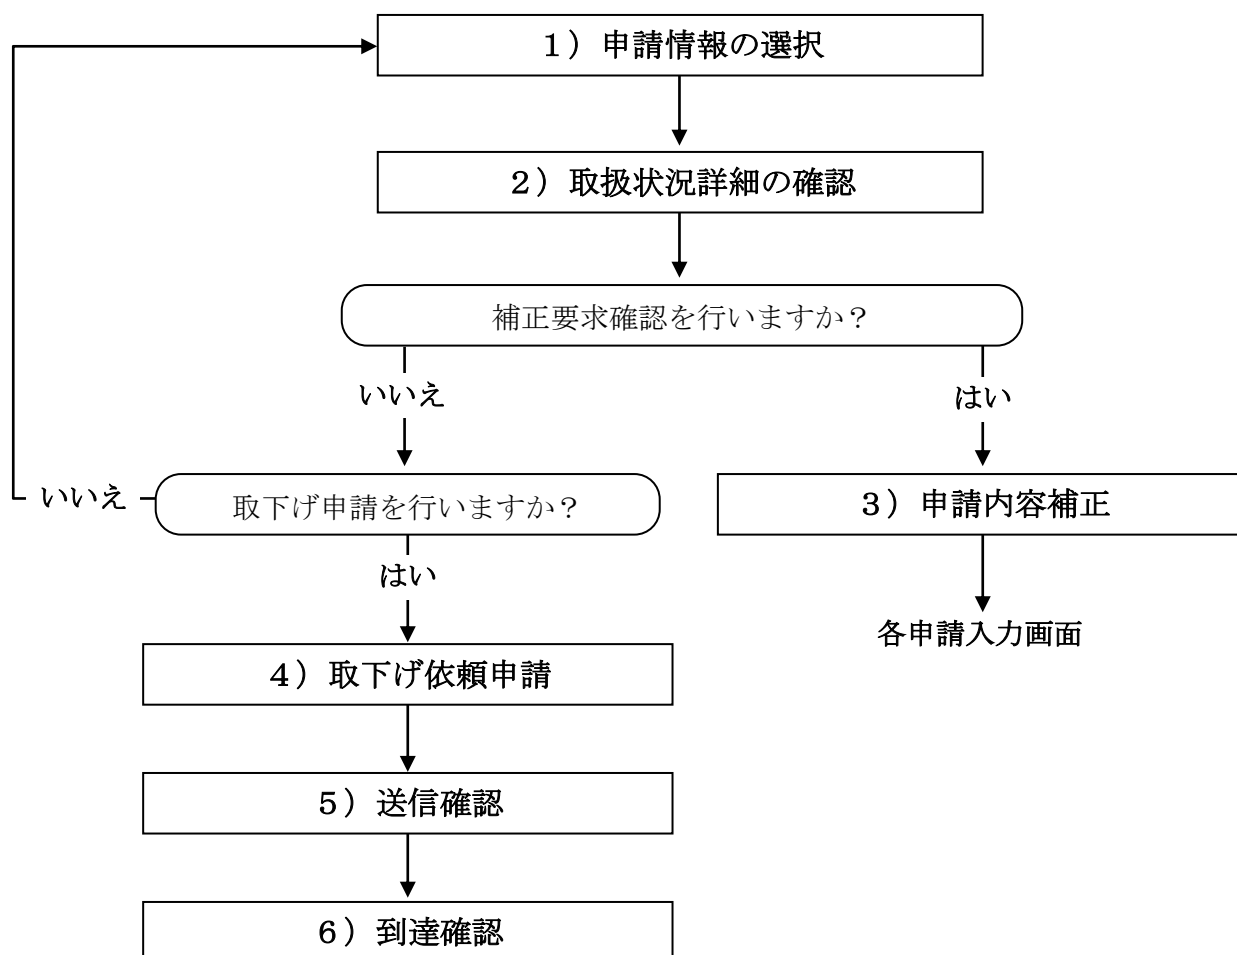 １）申請情報の選択
２）取扱状況詳細の確認
補正要求確認を行いますか？
いいえ
はい
いいえ
取下げ申請を行いますか？
３）申請内容補正
はい
各申請入力画面
４）取下げ依頼申請
５）送信確認
６）到達確認